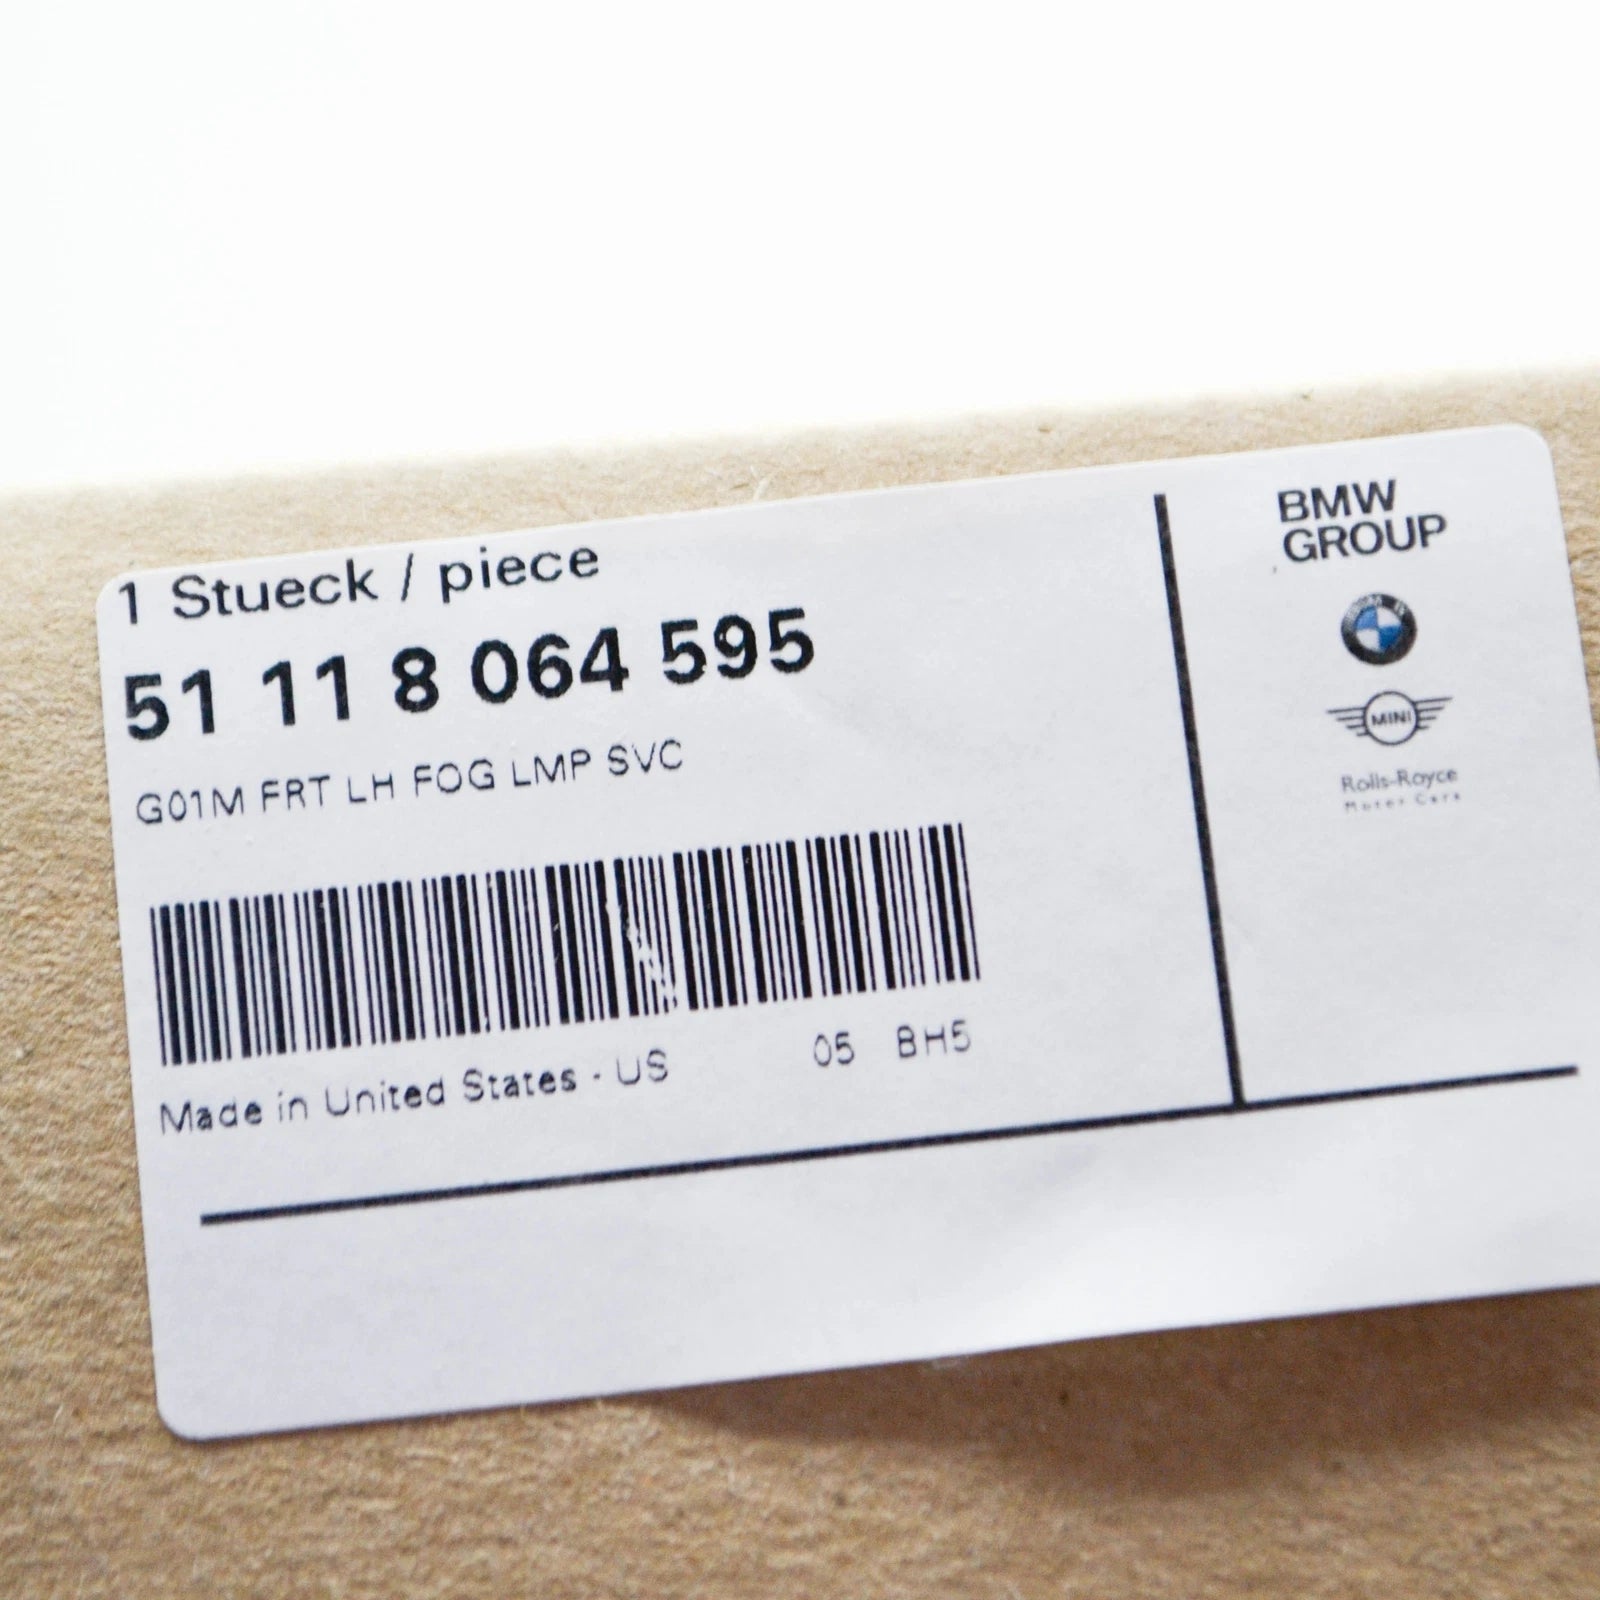 1 Stueck / piece
51 11 8 064 595
G01M FRT LH FOG LMP SVC
Made in United States - US 05 BH5
BMW
GROUP
MINI
Rolls-Royce
Motor Cars